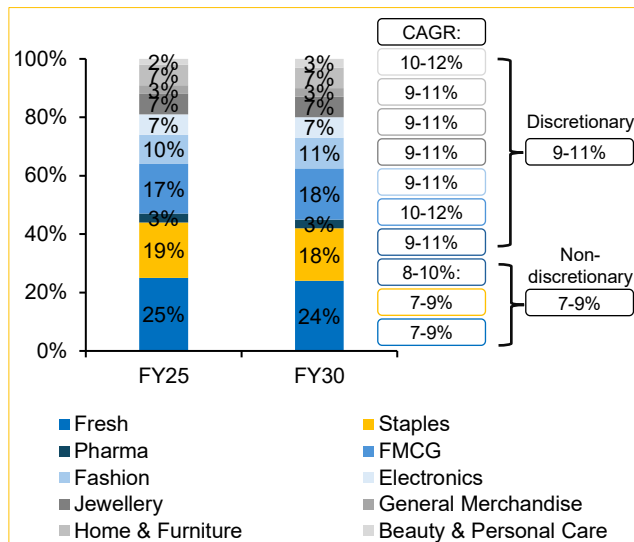 CAGR:
100%
80%
60%
40%
20%
0%
2%
7%
3%
7%
7%
10%
17%
3%
19%
25%
3%
7%
3%
7%
7%
11%
18%
3%
18%
24%
FY25
FY30
10-12%
9-11%
9-11%
9-11%
9-11%
10-12%
9-11%
8-10%:
7-9%
7-9%
Discretionary
9-11%
Non-
discretionary
7-9%
Fresh
Staples
Pharma
FMCG
Fashion
Electronics
Jewellery
General Merchandise
Home & Furniture
Beauty & Personal Care